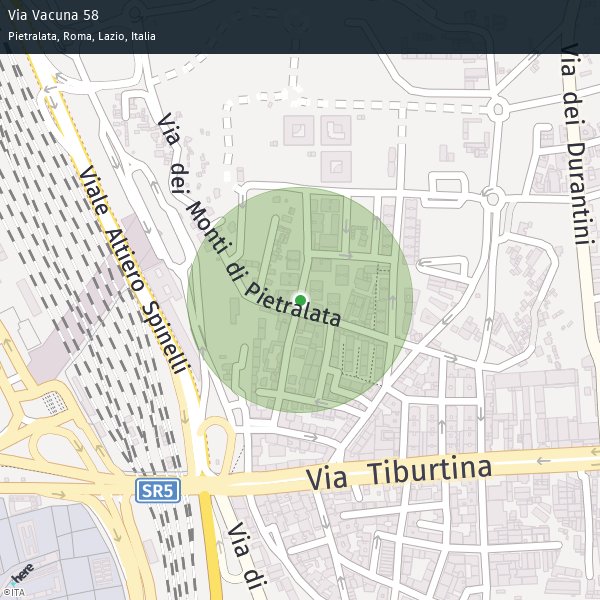 Via Vacuna 58
Pietralata, Roma, Lazio, Italia
Via dei Durantini
Via dei Monti di Pietralata
Viale Altiero Spinelli
Via Tiburtina
SR5
Via di
here
©ITA